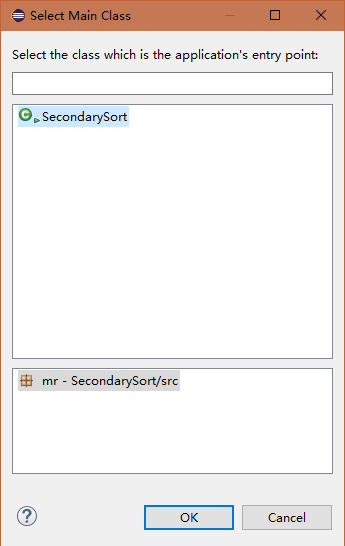 Select Main Class
Select the class which is the application's entry point:
SecondarySort
mr - SecondarySort/src
OK
Cancel